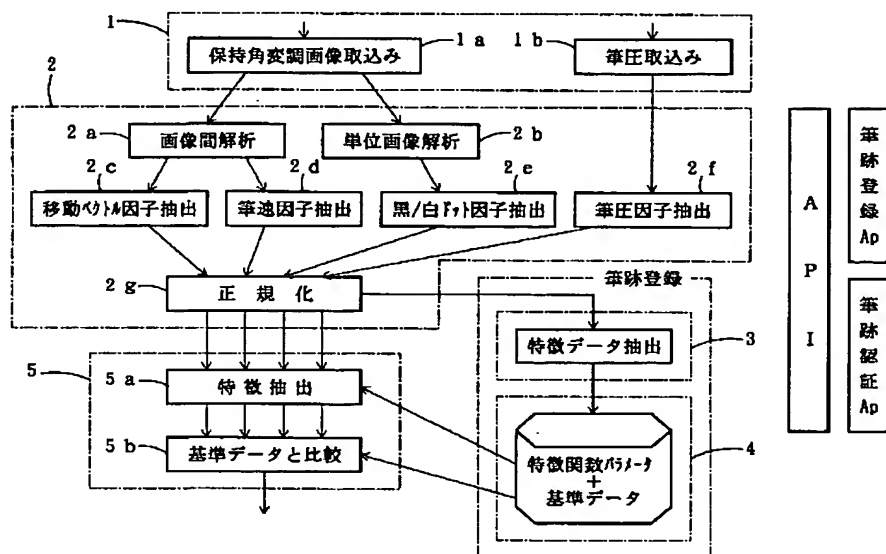 1
保持角変調画像取込み
1a
1b
筆圧取込み
2
2a
画像間解析
単位画像解析
2b
2c
2d
2e
2f
移動ベクトル因子抽出
筆速因子抽出
黒/白ドット因子抽出
筆圧因子抽出
2g
正規化
筆跡登録
特徴データ抽出
3
5
5a
特徴抽出
5b
基準データと比較
特徴関数パラメータ
+
基準データ
4
API
筆跡登録Ap
筆跡認証Ap